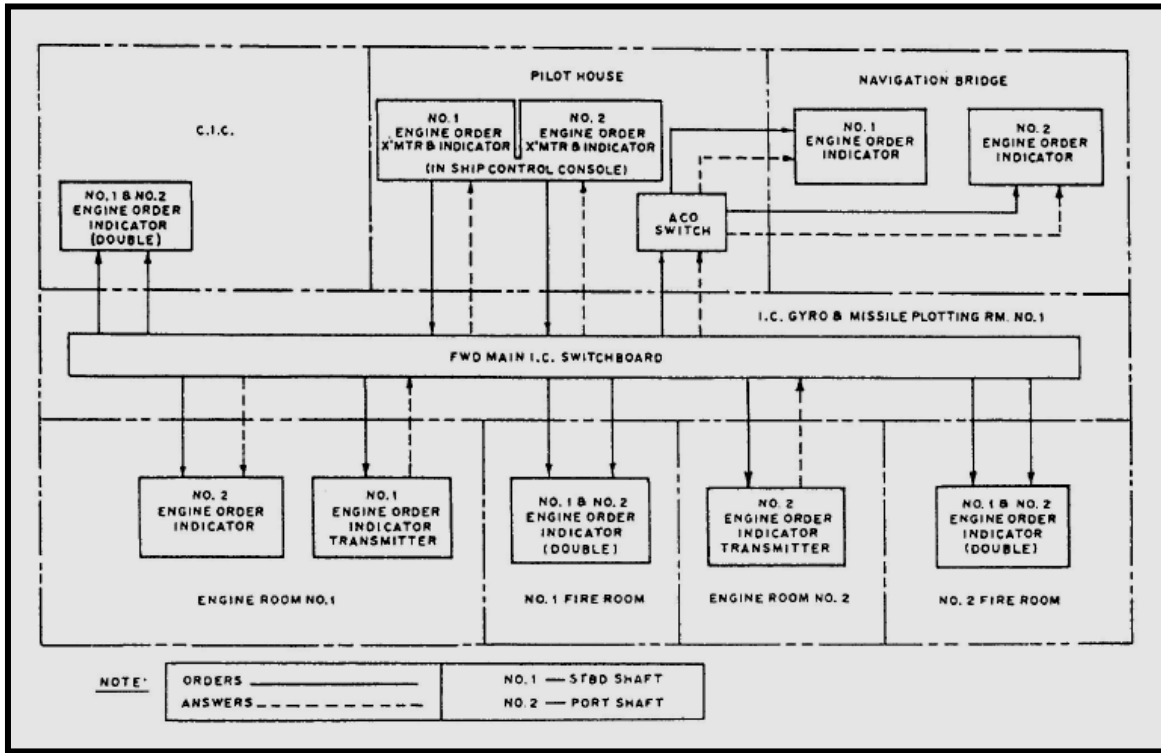 C.I.C.
PILOT HOUSE
NAVIGATION BRIDGE
NO.1
ENGINE ORDER
X'MTR & INDICATOR
NO. 2
ENGINE ORDER
X'MTR & INDICATOR
(IN SHIP CONTROL CONSOLE)
NO.1
ENGINE ORDER
INDICATOR
NO. 2
ENGINE ORDER
INDICATOR
NO.1 & NO.2
ENGINE ORDER
INDICATOR
(DOUBLE)
ACO
SWITCH
I.C. GYRO & MISSILE PLOTTING RM. NO.1
FWD MAIN I.C. SWITCHBOARD
NO. 2
ENGINE ORDER
INDICATOR
NO.1
ENGINE ORDER
INDICATOR
TRANSMITTER
NO.1 & NO.2
ENGINE ORDER
INDICATOR
(DOUBLE)
NO. 2
ENGINE ORDER
INDICATOR
TRANSMITTER
NO.1 & NO.2
ENGINE ORDER
INDICATOR
(DOUBLE)
ENGINE ROOM NO.1
NO.1 FIRE ROOM
ENGINE ROOM NO. 2
NO. 2 FIRE ROOM
NOTE:
ORDERS
ANSWERS
NO.1 — STBD SHAFT
NO.2 — PORT SHAFT